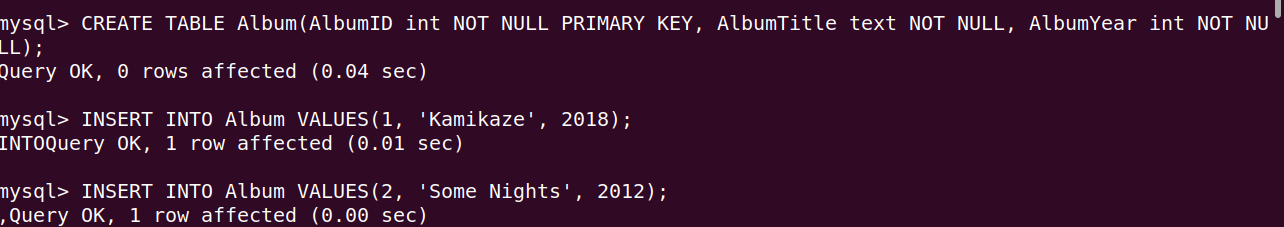 mysql> CREATE TABLE Album(AlbumID int NOT NULL PRIMARY KEY, AlbumTitle text NOT NULL, AlbumYear int NOT NU
LL);
Query OK, 0 rows affected (0.04 sec)
mysql> INSERT INTO Album VALUES(1, 'Kamikaze', 2018);
INTOQuery OK, 1 row affected (0.01 sec)
mysql> INSERT INTO Album VALUES(2, 'Some Nights', 2012);
,Query OK, 1 row affected (0.00 sec)